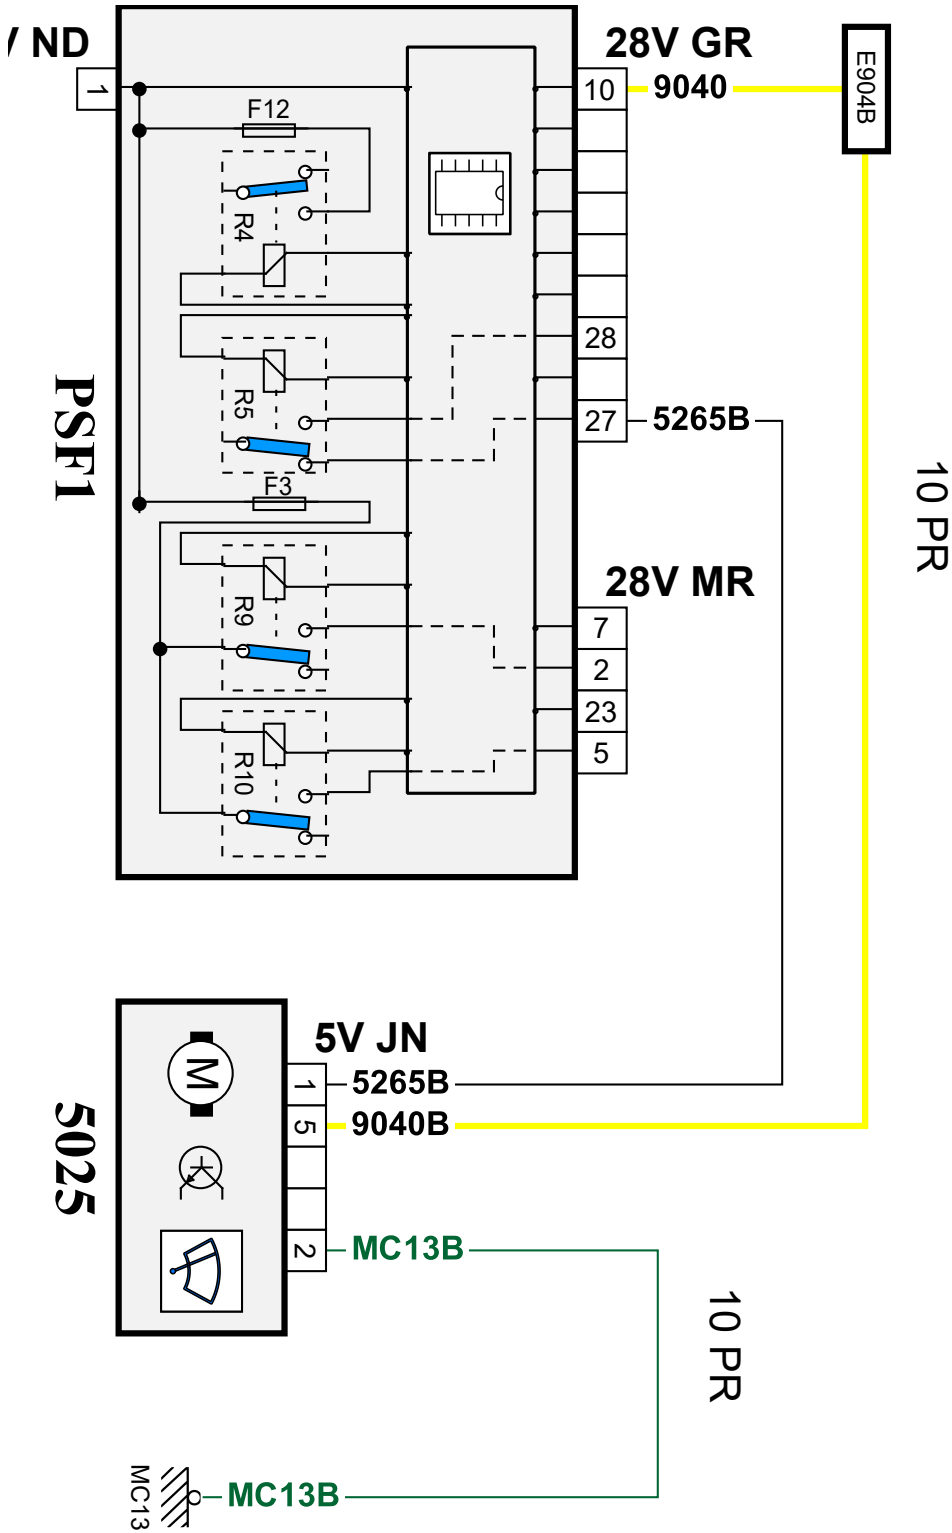 V ND
28V GR
1
10
9040
E904B
F12
R4
28
R5
27
5265B
PSF1
F3
10 PR
28V MR
R9
7
2
23
R10
5
5V JN
M
1
5265B
5025
5
9040B
2
MC13B
10 PR
MC13
MC13B